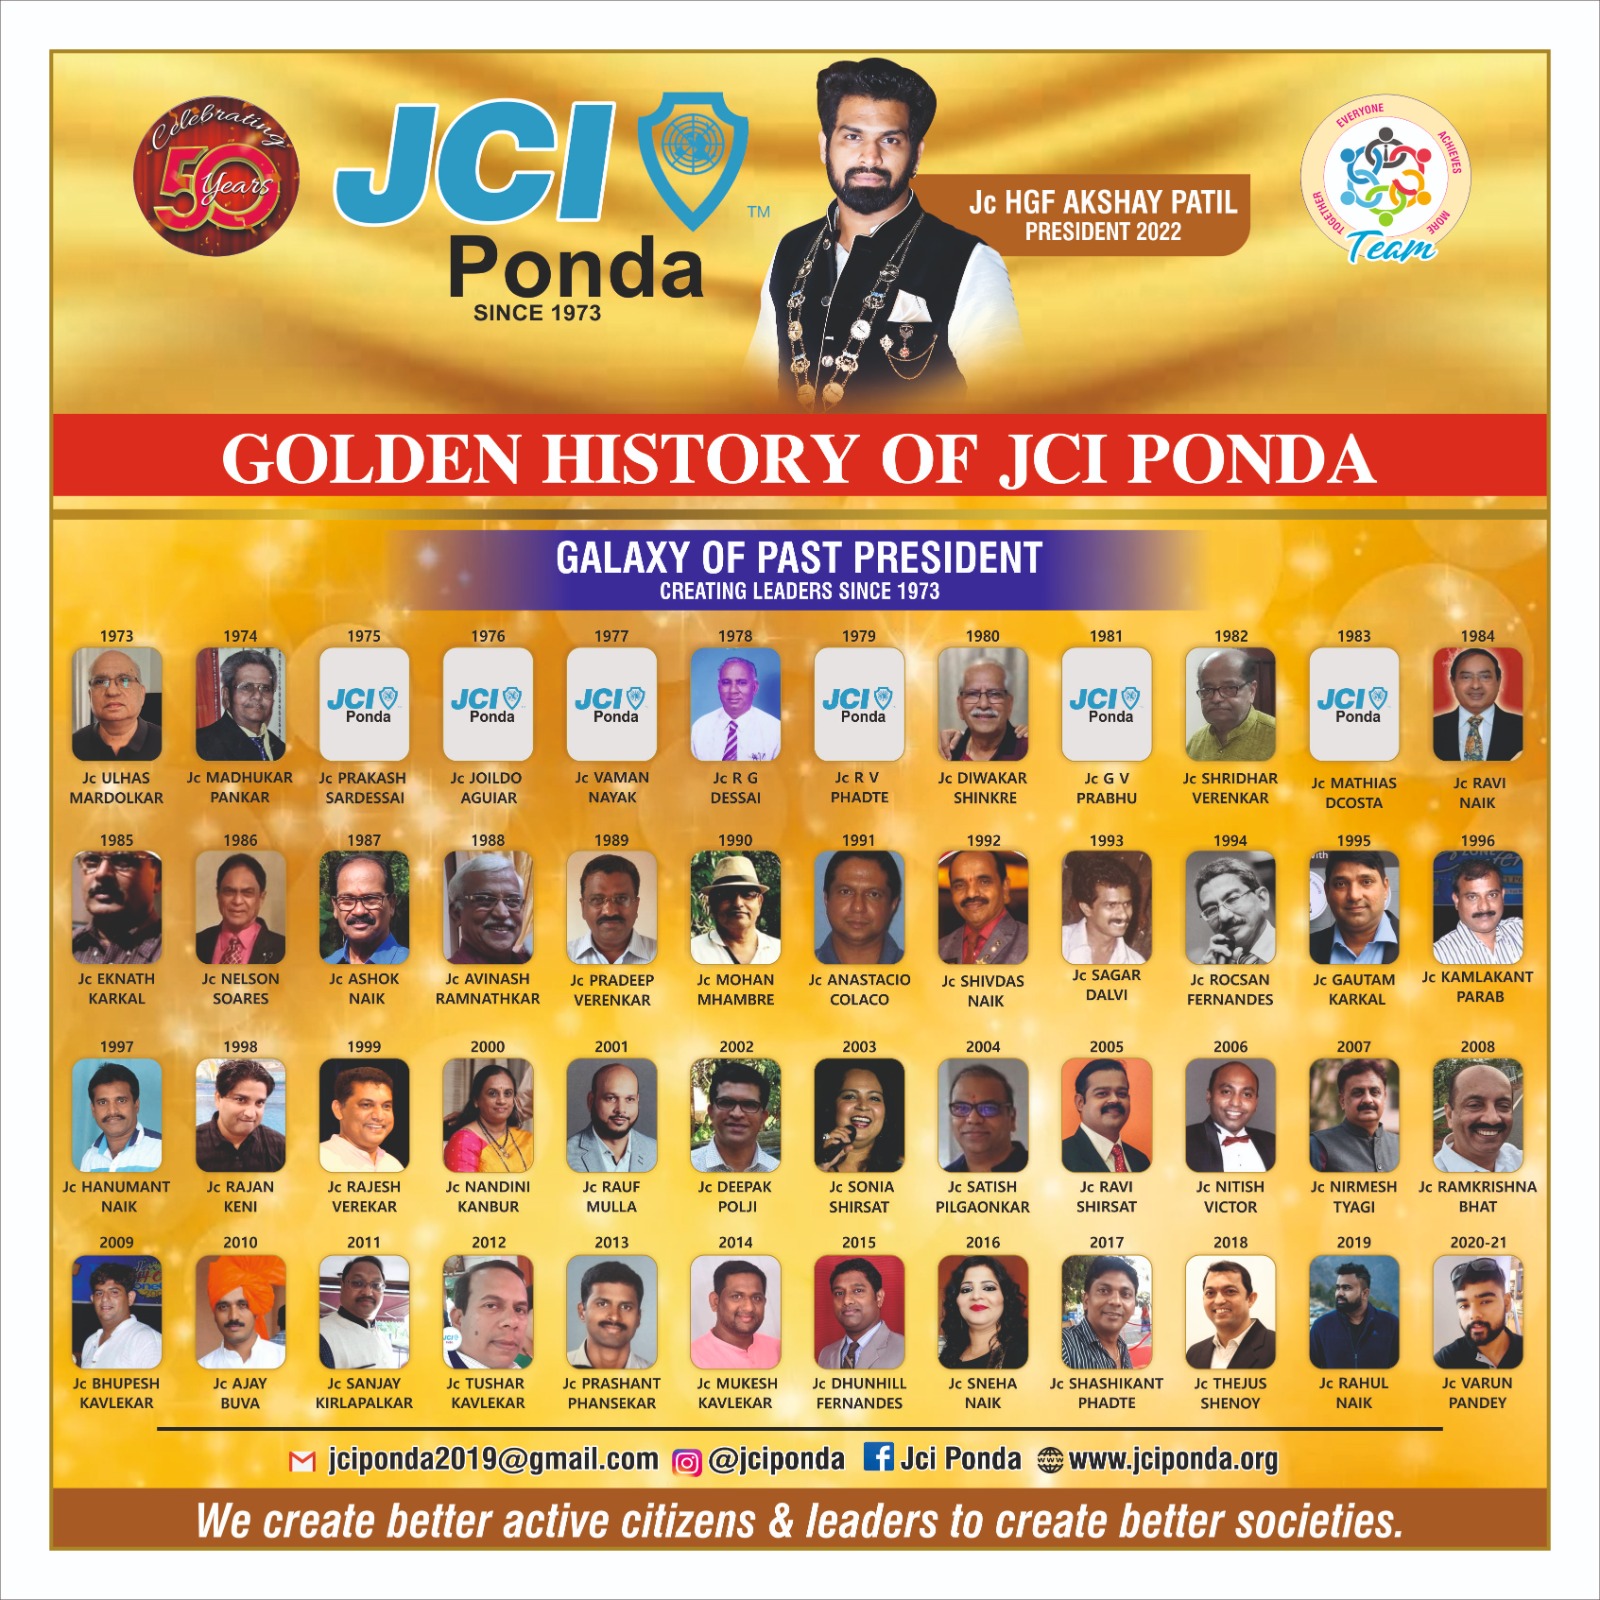 Celebrating
50
Years
JCI
TM
Ponda
SINCE 1973
Jc HGF AKSHAY PATIL
PRESIDENT 2022
TOGETHER EVERYONE ACHIEVES MORE
Team
GOLDEN HISTORY OF JCI PONDA
GALAXY OF PAST PRESIDENT
CREATING LEADERS SINCE 1973
1973 1974 1975 1976 1977 1978 1979 1980 1981 1982 1983 1984
JCI JCI JCI JCI JCI JCI
Ponda Ponda Ponda Ponda Ponda Ponda
Jc ULHAS Jc MADHUKAR Jc PRAKASH Jc JOILDO Jc VAMAN Jc R G Jc R V Jc DIWAKAR Jc G V Jc SHRIDHAR Jc MATHIAS Jc RAVI
MARDOLKAR PANKAR SARDESSAI AGUIAR NAYAK DESSAI PHADTE SHINKRE PRABHU VERENKAR DCOSTA NAIK
1985 1986 1987 1988 1989 1990 1991 1992 1993 1994 1995 1996
Jc EKNATH Jc NELSON Jc ASHOK Jc AVINASH Jc PRADEEP Jc MOHAN Jc ANASTACIO Jc SHIVDAS Jc SAGAR Jc ROCSAN Jc GAUTAM Jc KAMLAKANT
KARKAL SOARES NAIK RAMNATHKAR VERENKAR MHAMBRE COLACO NAIK DALVI FERNANDES KARKAL PARAB
1997 1998 1999 2000 2001 2002 2003 2004 2005 2006 2007 2008
Jc HANUMANT Jc RAJAN Jc RAJESH Jc NANDINI Jc RAUF Jc DEEPAK Jc SONIA Jc SATISH Jc RAVI Jc NITISH Jc NIRMESH Jc RAMKRISHNA
NAIK KENI VEREKAR KANBUR MULLA POLJI SHIRSAT PILGAONKAR SHIRSAT VICTOR TYAGI BHAT
2009 2010 2011 2012 2013 2014 2015 2016 2017 2018 2019 2020-21
Jc BHUPESH Jc AJAY Jc SANJAY Jc TUSHAR Jc PRASHANT Jc MUKESH Jc DHUNHILL Jc SNEHA Jc SHASHIKANT Jc THEJUS Jc RAHUL Jc VARUN
KAVLEKAR BUVA KIRLAPALKAR KAVLEKAR PHANSEKAR KAVLEKAR FERNANDES NAIK PHADTE SHENOY NAIK PANDEY
jciponda2019@gmail.com @jciponda Jci Ponda www.jciponda.org
We create better active citizens & leaders to create better societies.